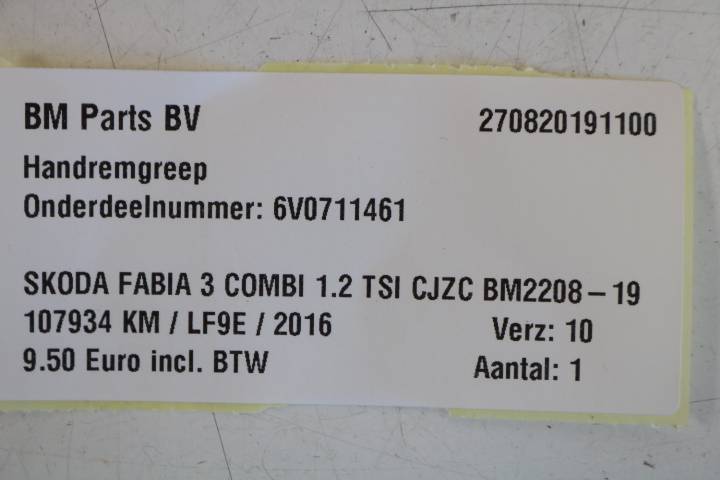 BM Parts BV 270820191100
Handremgreep
Onderdeelnummer: 6V0711461
SKODA FABIA 3 COMBI 1.2 TSI CJZC BM2208-19
107934 KM / LF9E / 2016 Verz: 10
9.50 Euro incl. BTW Aantal: 1